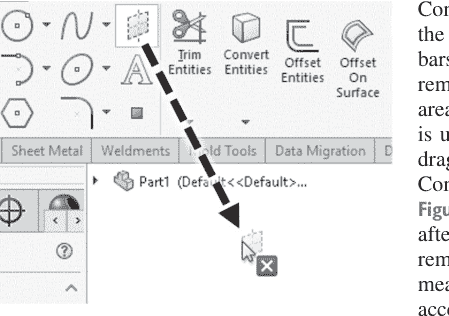 Trim
Entities
Convert
Entities
Offset
Entities
Offset
On
Surface
Sheet Metal
Weldments
Mold Tools
Data Migration
D
Part1 (Default<<Default>...
Con
the
bars
rem
area
is u
drag
Con
Figu
afte
rem
mea
acce